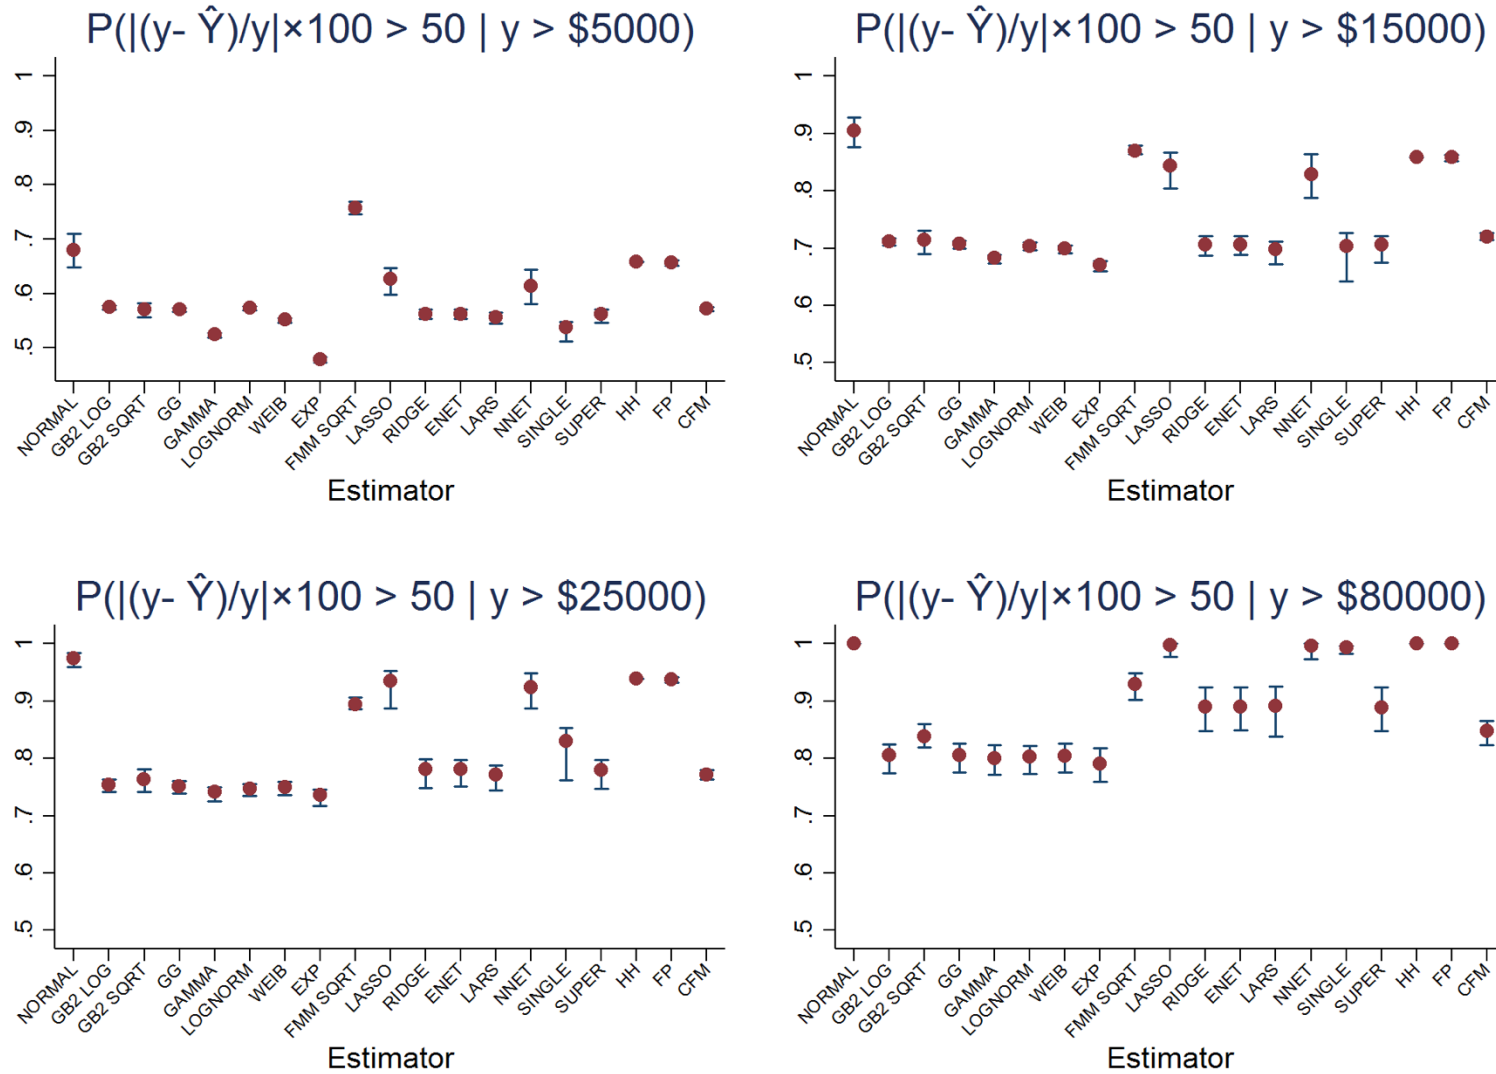 P(|(y- Ŷ)/y|×100 > 50 | y > $5000)
1
.9
.8
.7
.6
.5
NORMAL
GB2 LOG
GB2 SQRT
GG
GAMMA
LOGNORM
WEIB
EXP
FMM SQRT
LASSO
RIDGE
ENET
LARS
NNET
SINGLE
SUPER
HH
FP
CFM
Estimator
P(|(y- Ŷ)/y|×100 > 50 | y > $15000)
1
.9
.8
.7
.6
.5
NORMAL
GB2 LOG
GB2 SQRT
GG
GAMMA
LOGNORM
WEIB
EXP
FMM SQRT
LASSO
RIDGE
ENET
LARS
NNET
SINGLE
SUPER
HH
FP
CFM
Estimator
P(|(y- Ŷ)/y|×100 > 50 | y > $25000)
1
.9
.8
.7
.6
.5
NORMAL
GB2 LOG
GB2 SQRT
GG
GAMMA
LOGNORM
WEIB
EXP
FMM SQRT
LASSO
RIDGE
ENET
LARS
NNET
SINGLE
SUPER
HH
FP
CFM
Estimator
P(|(y- Ŷ)/y|×100 > 50 | y > $80000)
1
.9
.8
.7
.6
.5
NORMAL
GB2 LOG
GB2 SQRT
GG
GAMMA
LOGNORM
WEIB
EXP
FMM SQRT
LASSO
RIDGE
ENET
LARS
NNET
SINGLE
SUPER
HH
FP
CFM
Estimator